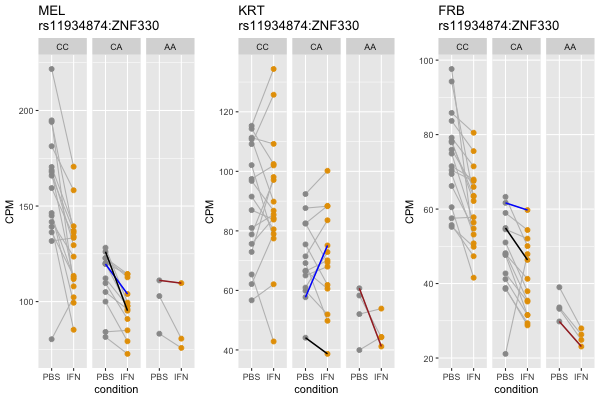 MEL
rs11934874:ZNF330
CC CA AA
200
150
100
CPM
PBS IFN PBS IFN PBS IFN
condition
KRT
rs11934874:ZNF330
CC CA AA
120
100
80
60
40
CPM
PBS IFN PBS IFN PBS IFN
condition
FRB
rs11934874:ZNF330
CC CA AA
100
80
60
40
20
CPM
PBS IFN PBS IFN PBS IFN
condition